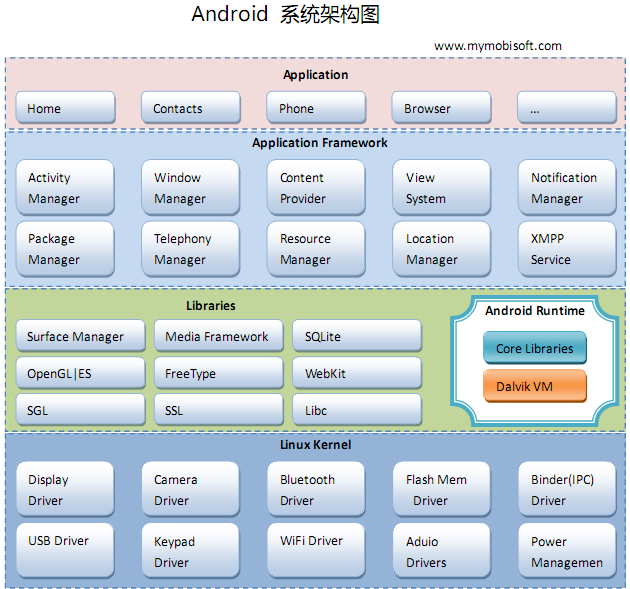 Android 系统架构图
www.mymobisoft.com
Application
Home
Contacts
Phone
Browser
...
Application Framework
Activity
Manager
Window
Manager
Content
Provider
View
System
Notification
Manager
Package
Manager
Telephony
Manager
Resource
Manager
Location
Manager
XMPP
Service
Libraries
Surface Manager
Media Framework
SQLite
OpenGL|ES
FreeType
WebKit
SGL
SSL
Libc
Android Runtime
Core Libraries
Dalvik VM
Linux Kernel
Display
Driver
Camera
Driver
Bluetooth
Driver
Flash Mem
Driver
Binder(IPC)
Driver
USB Driver
Keypad
Driver
WiFi Driver
Aduio
Drivers
Power
Managemen